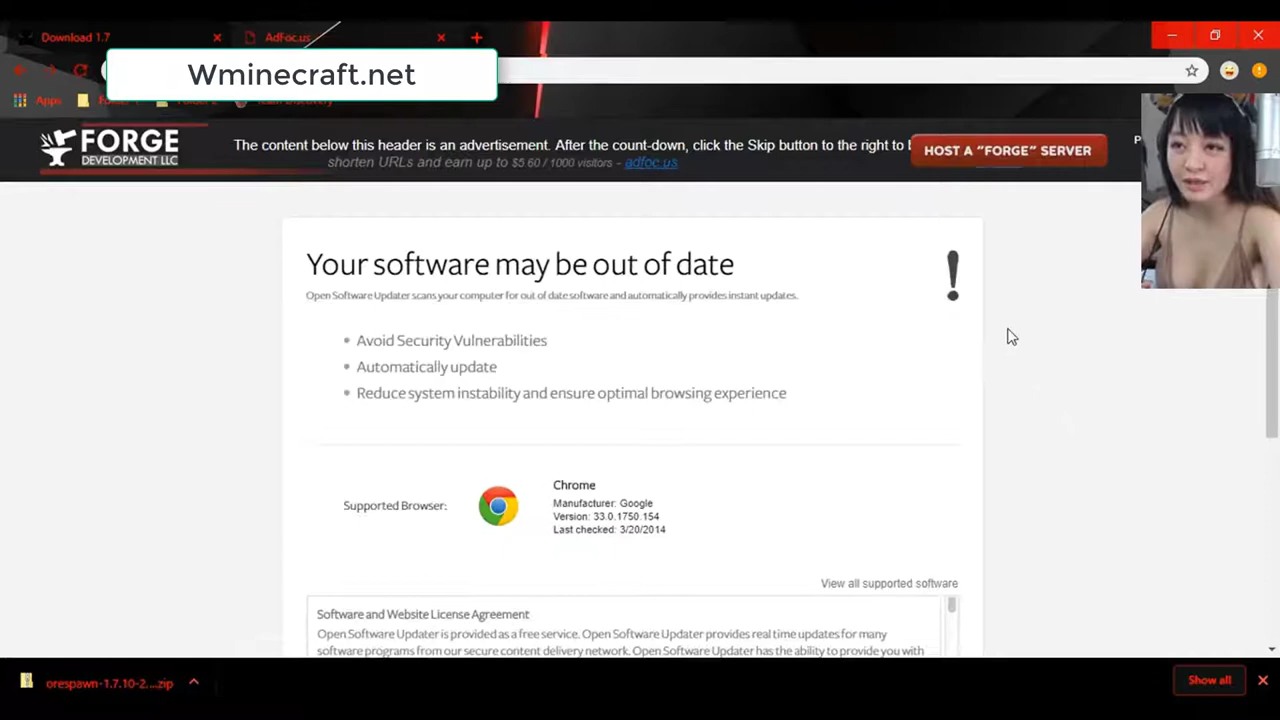 Download 1.7
AdFoc.us
Wminecraft.net
Apps
FORGE
DEVELOPMENT LLC
The content below this header is an advertisement. After the count-down, click the Skip button to the right to b
shorten URLs and earn up to $5.60 / 1000 visitors – adfoc.us
HOST A "FORGE" SERVER
P
Your software may be out of date
Open Software Updater scans your computer for out of date software and automatically provides instant updates.
• Avoid Security Vulnerabilities
• Automatically update
• Reduce system instability and ensure optimal browsing experience
Supported Browser:
Chrome
Manufacturer: Google
Version: 33.0.1750.154
Last checked: 3/20/2014
View all supported software
Software and Website License Agreement
Open Software Updater is provided as a free service. Open Software Updater provides real time updates for many
software programs from our secure content delivery network. Open Software Updater has the ability to provide you with
orespawn-1.7.10-2....zip
Show all